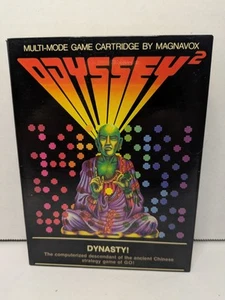 MULTI-MODE GAME CARTRIDGE BY MAGNAVOX
ODYSSEY²
DYNASTY!
The computerized descendant of the ancient Chinese
strategy game of GO!